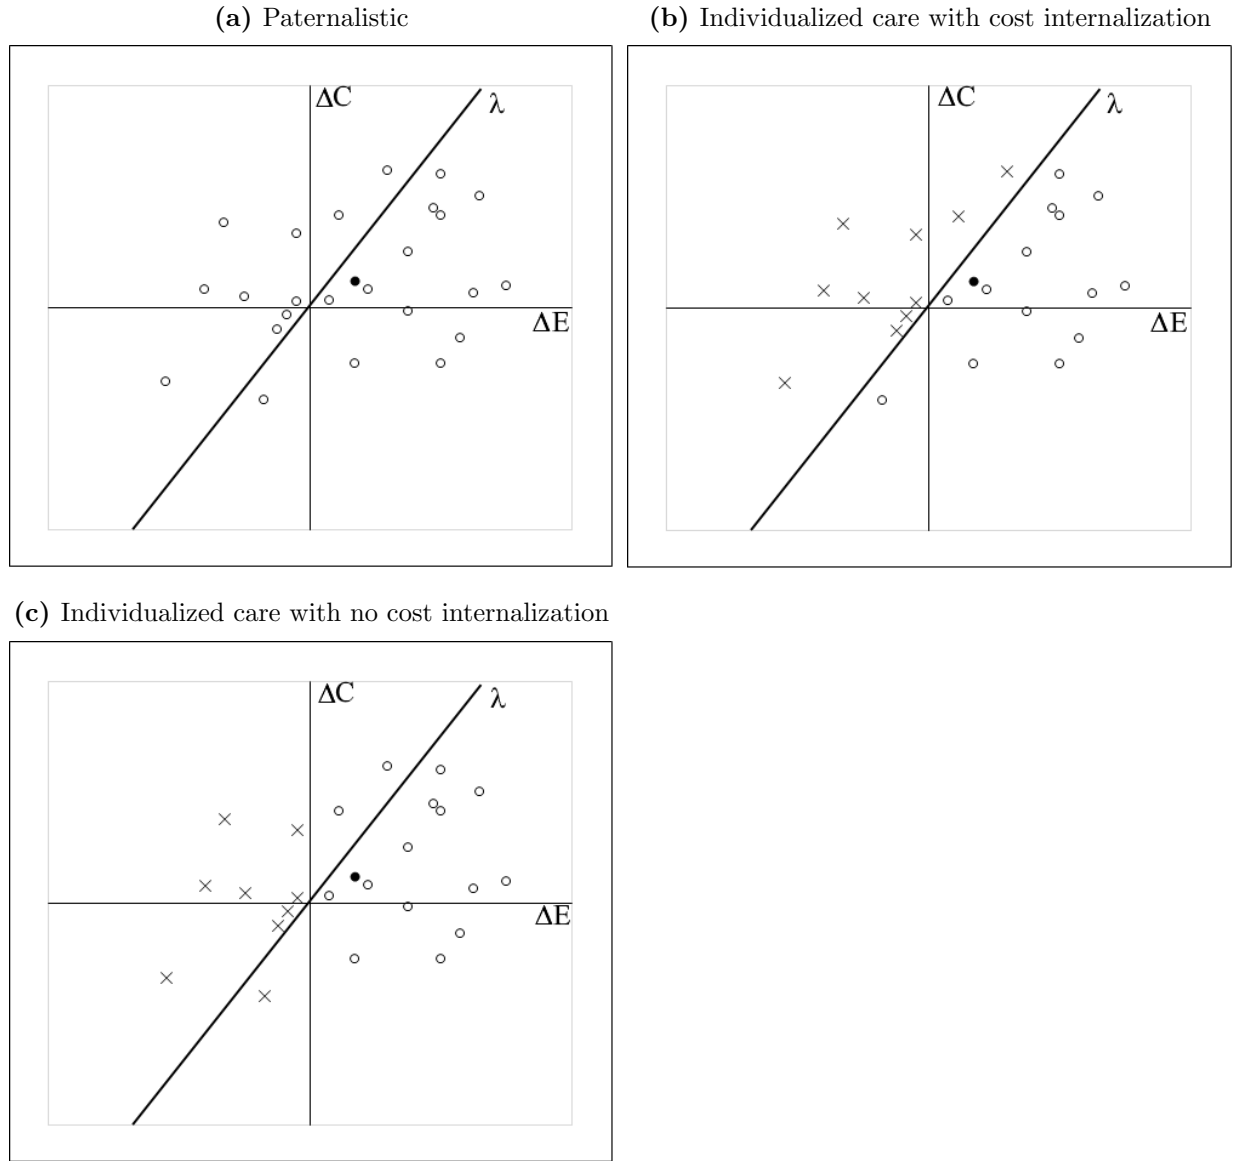 (a) Paternalistic
ΔC
λ
ΔE
(b) Individualized care with cost internalization
ΔC
λ
ΔE
(c) Individualized care with no cost internalization
ΔC
λ
ΔE